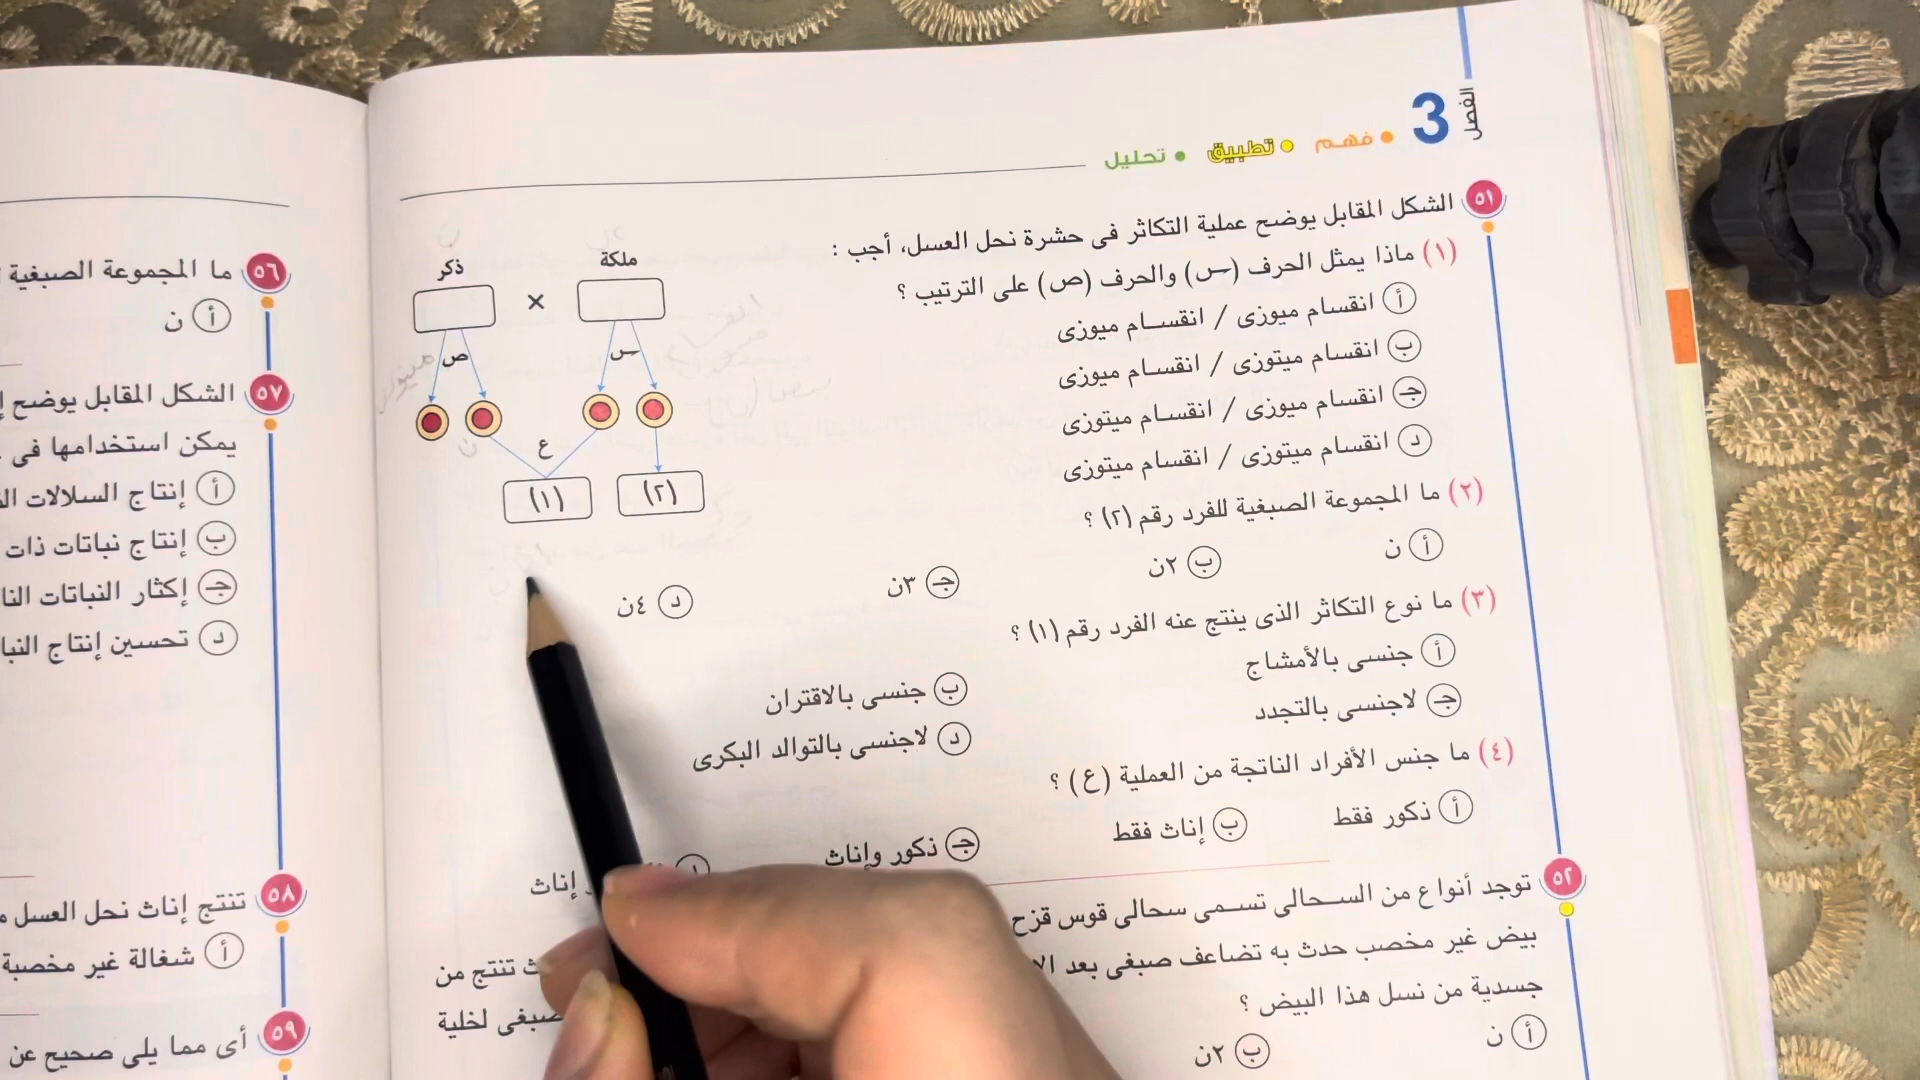 3 الفصل
• فهم • تطبيق • تحليل
٥١ الشكل المقابل يوضح عملية التكاثر فى حشرة نحل العسل، أجب :
(١) ماذا يمثل الحرف (س) والحرف (ص) على الترتيب ؟
أ انقسام ميوزى / انقسام ميوزى
ب انقسام ميتوزى / انقسام ميوزى
ج انقسام ميوزى / انقسام ميتوزى
د انقسام ميتوزى / انقسام ميتوزى
ملكة × ذكر
س ص
ع
(٢) (١)
(٢) ما المجموعة الصبغية للفرد رقم (٢) ؟
أ ن ب ٢ن ج ٣ن د ٤ن
(٣) ما نوع التكاثر الذى ينتج عنه الفرد رقم (١) ؟
أ جنسى بالأمشاج ب جنسى بالاقتران
ج لاجنسى بالتجدد د لاجنسى بالتوالد البكرى
(٤) ما جنس الأفراد الناتجة من العملية (ع) ؟
أ ذكور فقط ب إناث فقط ج ذكور وإناث إناث
٥٢ توجد أنواع من السحالى تسمى سحالى قوس قزح تنتج من
بيض غير مخصب حدث به تضاعف صبغى بعد لخلية
جسدية من نسل هذا البيض ؟
أ ن ب ٢ن
٥٦ ما المجموعة الصبغية
أ ن
٥٧ الشكل المقابل يوضح
يمكن استخدامها فى
أ إنتاج السلالات
ب إنتاج نباتات ذات
ج إكثار النباتات
د تحسين إنتاج
٥٨ تنتج إناث نحل العسل
أ شغالة غير مخصبة
٥٩ أى مما يلى صحيح عن